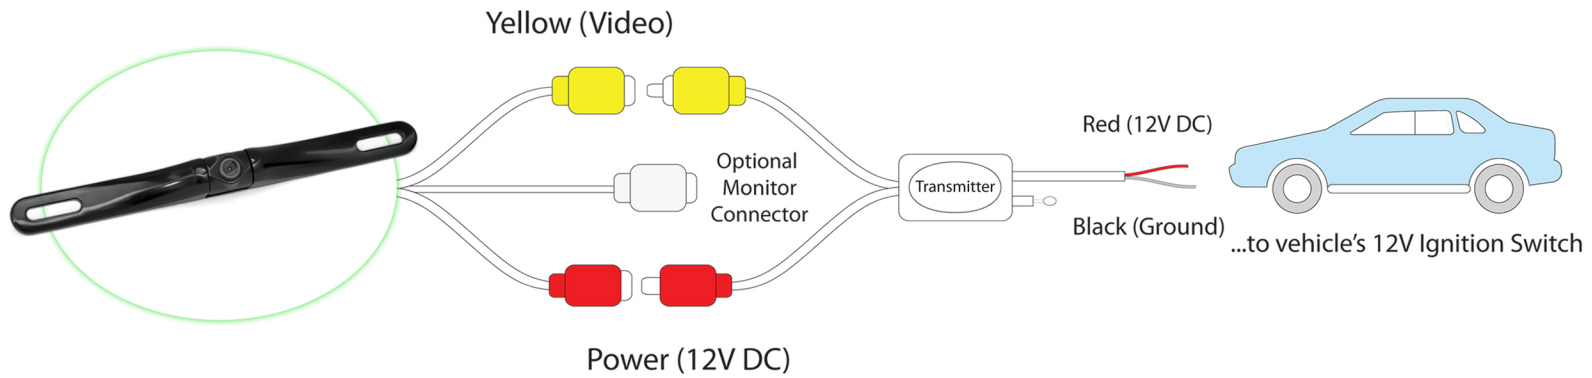 Yellow (Video)
Optional
Monitor
Connector
Transmitter
Red (12V DC)
Black (Ground)
...to vehicle's 12V Ignition Switch
Power (12V DC)